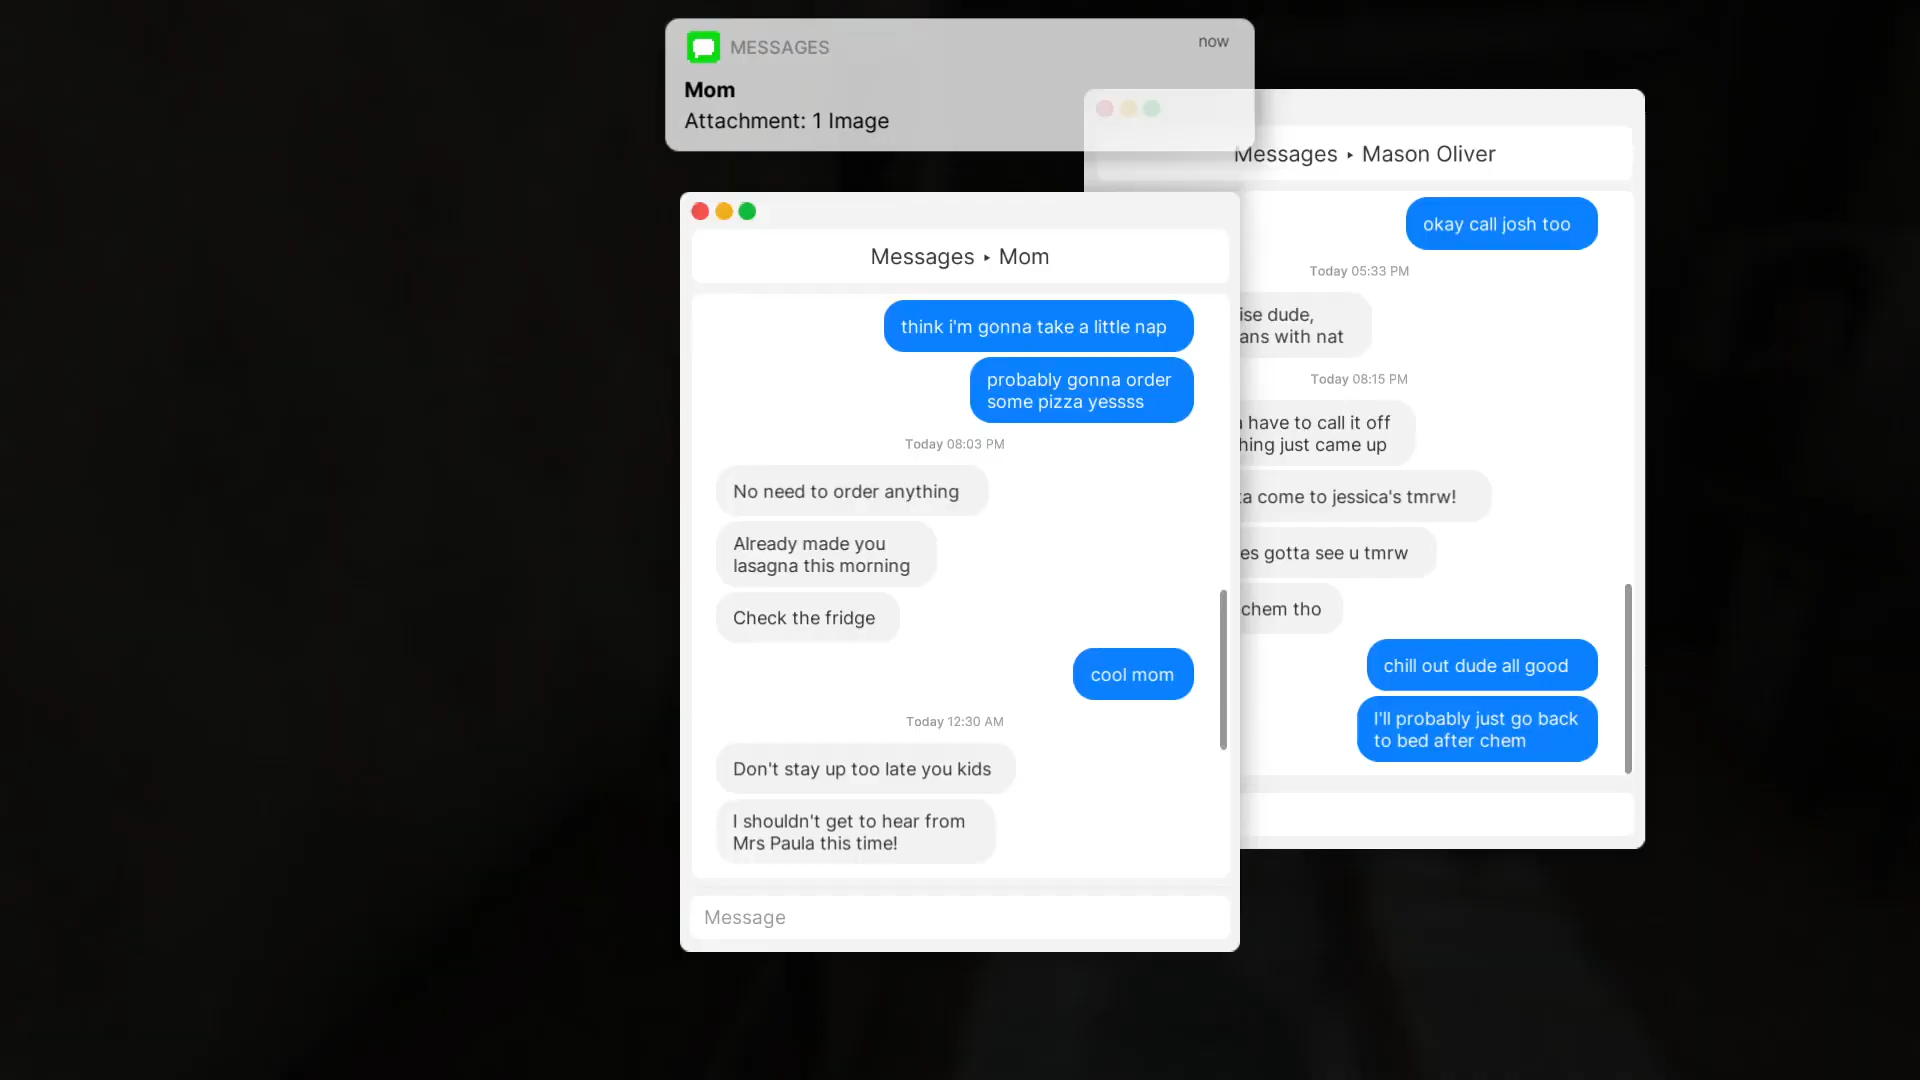 MESSAGES
now
Mom
Attachment: 1 Image
Messages ‣ Mom
think i'm gonna take a little nap
probably gonna order
some pizza yessss
Today 08:03 PM
No need to order anything
Already made you
lasagna this morning
Check the fridge
cool mom
Today 12:30 AM
Don't stay up too late you kids
I shouldn't get to hear from
Mrs Paula this time!
Message
Messages ‣ Mason Oliver
okay call josh too
Today 05:33 PM
dude,
with nat
Today 08:15 PM
have to call it off
just came up
come to jessica's tmrw!
gotta see u tmrw
chem tho
chill out dude all good
I'll probably just go back
to bed after chem